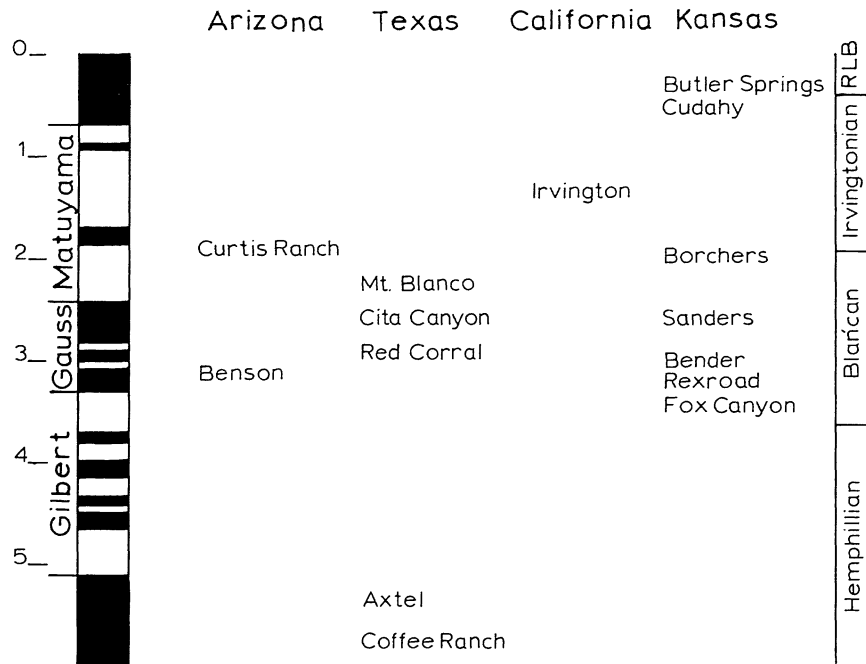 Arizona Texas California Kansas
0
Butler Springs
Cudahy
1
Irvington
Curtis Ranch
2
Borchers
Mt. Blanco
Cita Canyon
Sanders
Red Corral
3
Bender
Benson
Rexroad
Fox Canyon
4
5
Axtel
Coffee Ranch
Matuyama
Gauss
Gilbert
RLB
Irvingtonian
Blańcan
Hemphillian